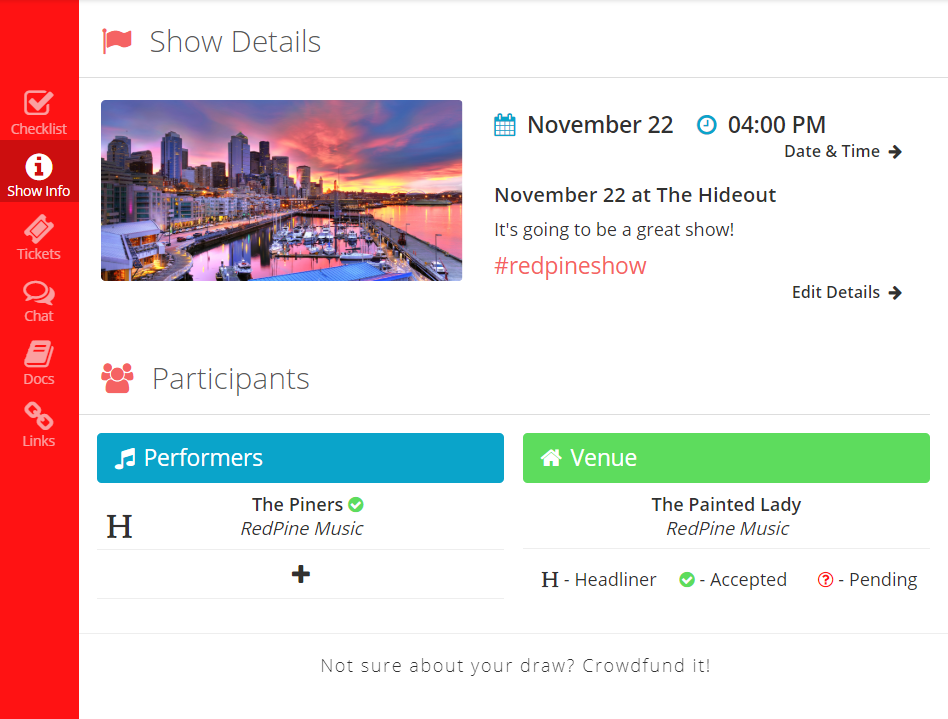 Show Details
Checklist
Show Info
Tickets
Chat
Docs
Links
November 22 04:00 PM
Date & Time
November 22 at The Hideout
It's going to be a great show!
#redpineshow
Edit Details
Participants
Performers
H
The Piners
RedPine Music
Venue
The Painted Lady
RedPine Music
H - Headliner - Accepted - Pending
Not sure about your draw? Crowdfund it!